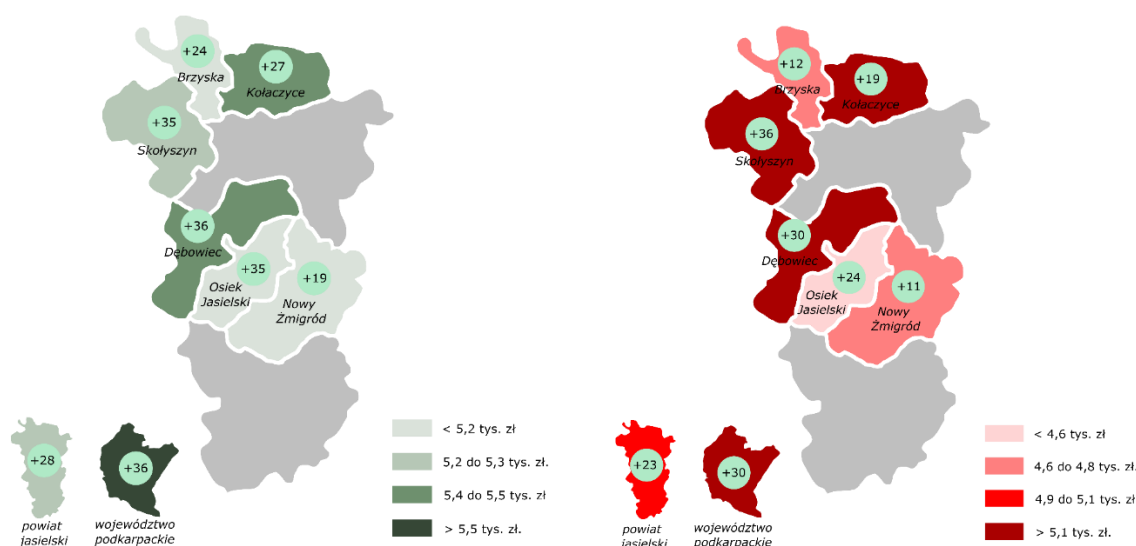 +24
Brzyska
+27
Kołaczyce
+35
Skołyszyn
+36
Dębowiec
+35
Osiek
Jasielski
+19
Nowy
Żmigród
+28
powiat
jasielski
+36
województwo
podkarpackie
< 5,2 tys. zł
5,2 do 5,3 tys. zł.
5,4 do 5,5 tys. zł
> 5,5 tys. zł.
+12
Brzyska
+19
Kołaczyce
+36
Skołyszyn
+30
Dębowiec
+24
Osiek
Jasielski
+11
Nowy
Żmigród
+23
powiat
jasielski
+30
województwo
podkarpackie
< 4,6 tys. zł
4,6 do 4,8 tys. zł.
4,9 do 5,1 tys. zł
> 5,1 tys. zł.